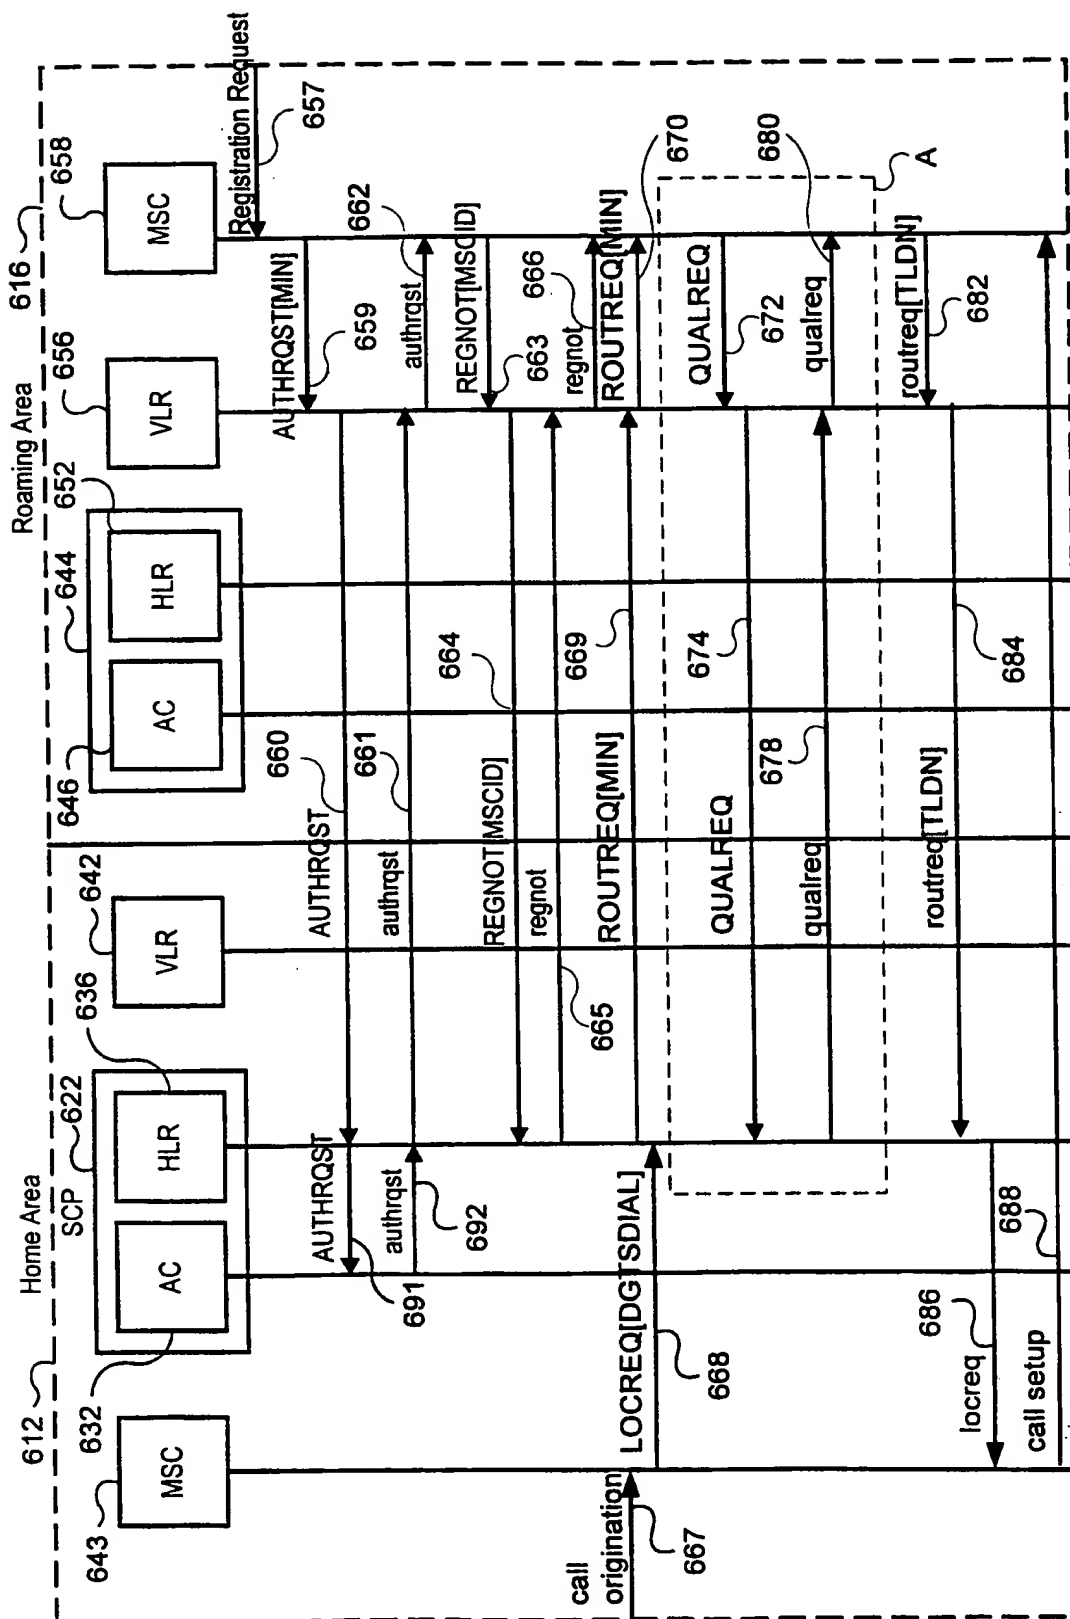 Home Area
Roaming Area
612
616
SCP
622
636
642
644
652
656
658
643
632
646
MSC
AC
HLR
VLR
AC
HLR
VLR
MSC
Registration Request
657
AUTHRQST[MIN]
659
AUTHRQST
660
AUTHRQST
691
authrqst
692
authrqst
661
authrqst
662
REGNOT[MSCID]
663
REGNOT[MSCID]
664
regnot
665
regnot
666
call
origination
667
LOCREQ[DGTSDIAL]
668
ROUTREQ[MIN]
669
ROUTREQ[MIN]
670
A
QUALREQ
672
QUALREQ
674
qualreq
678
qualreq
680
routreq[TLDN]
682
routreq[TLDN]
684
locreq
686
call setup
688